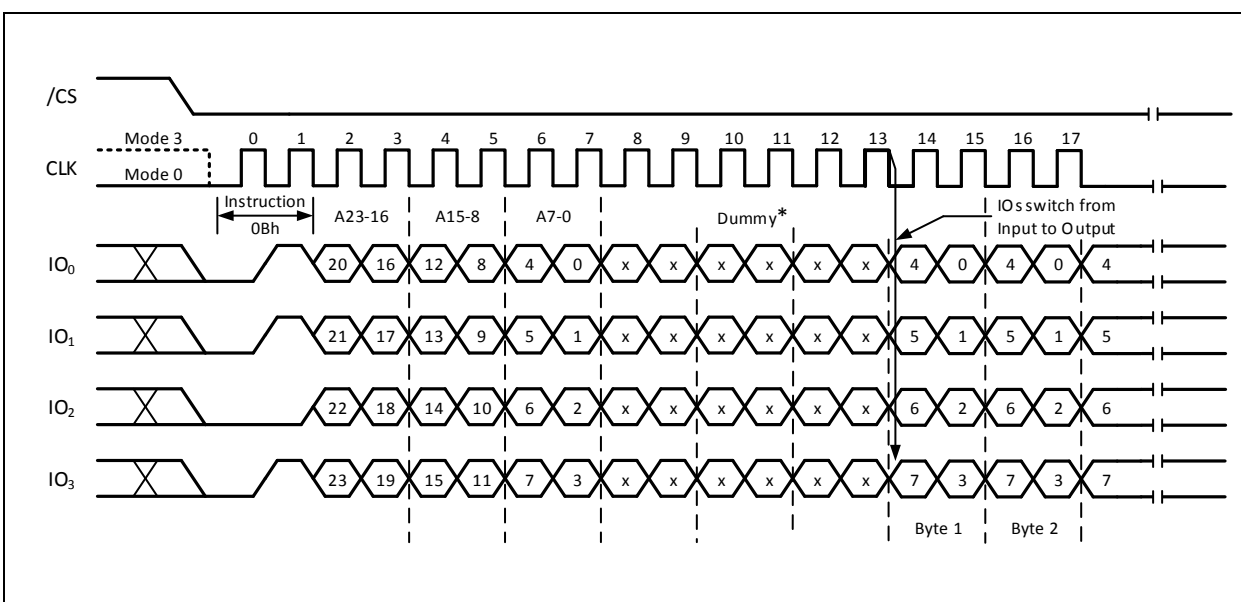 /CS
Mode 3 0 1 2 3 4 5 6 7 8 9 10 11 12 13 14 15 16 17
CLK
Mode 0
Instruction
0Bh
A23-16 A15-8 A7-0 Dummy*
IOs switch from
Input to Output
IO₀ 20 16 12 8 4 0 x x x x x x 4 0 4 0 4
IO₁ 21 17 13 9 5 1 x x x x x x 5 1 5 1 5
IO₂ 22 18 14 10 6 2 x x x x x x 6 2 6 2 6
IO₃ 23 19 15 11 7 3 x x x x x x 7 3 7 3 7
Byte 1 Byte 2